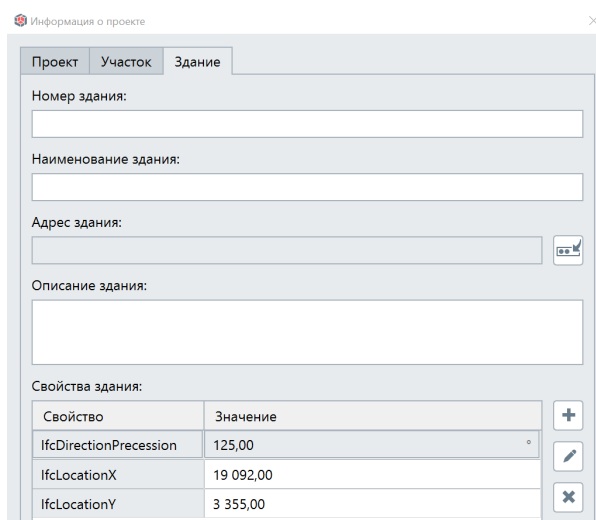 Информация о проекте
Проект Участок Здание
Номер здания:
Наименование здания:
Адрес здания:
Описание здания:
Свойства здания:
Свойство Значение
IfcDirectionPrecession 125,00 °
IfcLocationX 19 092,00
IfcLocationY 3 355,00